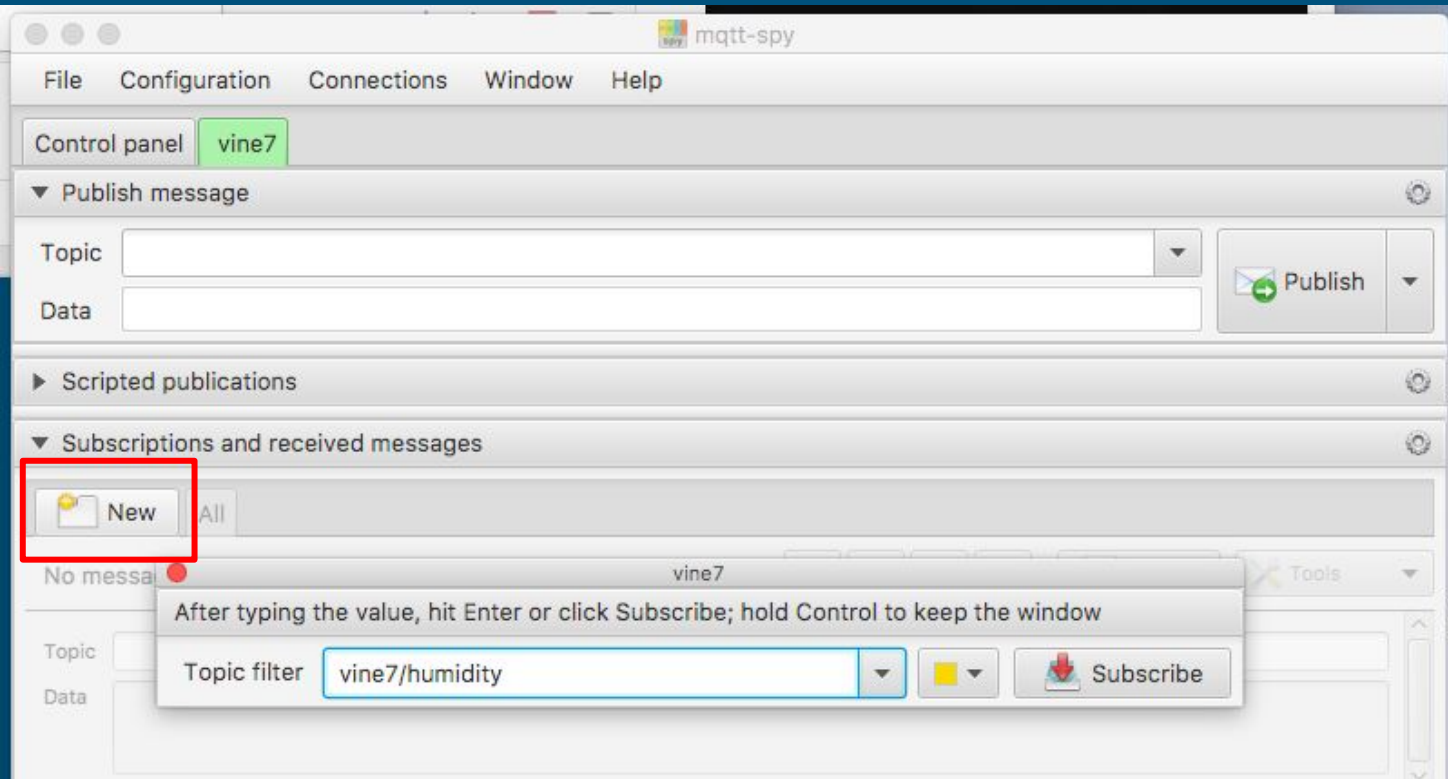 mqtt-spy
File Configuration Connections Window Help
Control panel vine7
Publish message
Topic
Publish
Data
Scripted publications
Subscriptions and received messages
New All
No messa
vine7
Tools
After typing the value, hit Enter or click Subscribe; hold Control to keep the window
Topic
Topic filter vine7/humidity Subscribe
Data